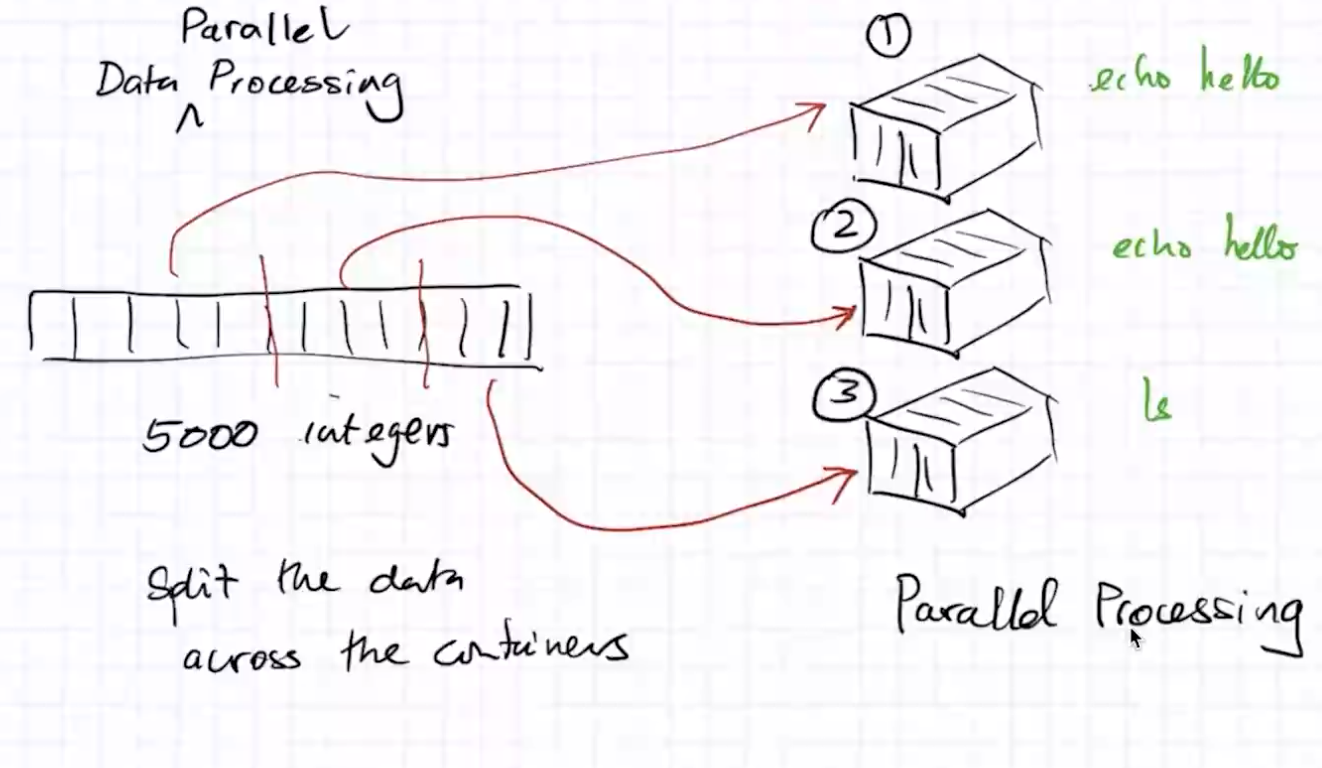 Parallel
Data ^ Processing
5000 integers
Split the data
across the containers
1
echo hello
2
echo hello
3
ls
Parallel Processing